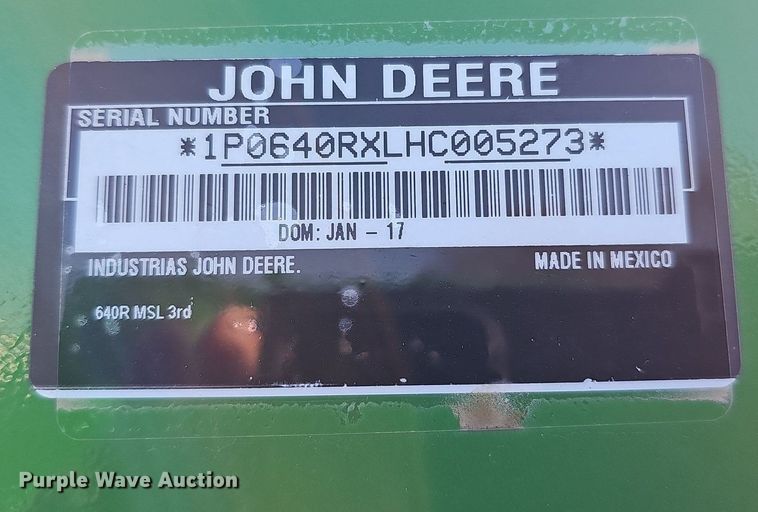 JOHN DEERE
SERIAL NUMBER
*1P0640RXLHC005273*
DOM: JAN - 17
INDUSTRIAS JOHN DEERE. MADE IN MEXICO
640R MSL 3rd
Purple Wave Auction